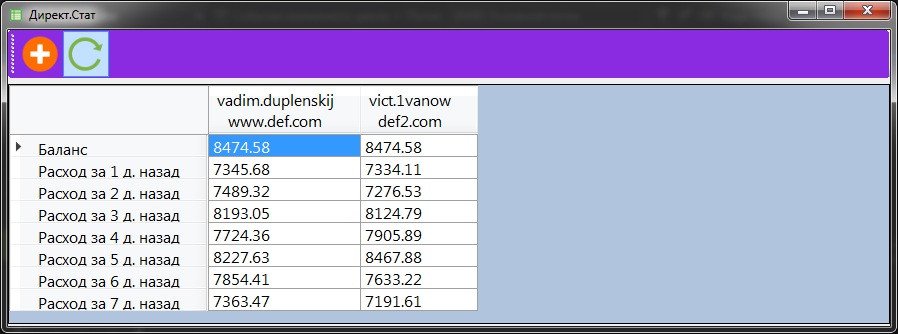 Директ.Стат
vadim.duplenskij vict.1vanow
www.def.com def2.com
Баланс 8474.58 8474.58
Расход за 1 д. назад 7345.68 7334.11
Расход за 2 д. назад 7489.32 7276.53
Расход за 3 д. назад 8193.05 8124.79
Расход за 4 д. назад 7724.36 7905.89
Расход за 5 д. назад 8227.63 8467.88
Расход за 6 д. назад 7854.41 7633.22
Расход за 7 д. назад 7363.47 7191.61